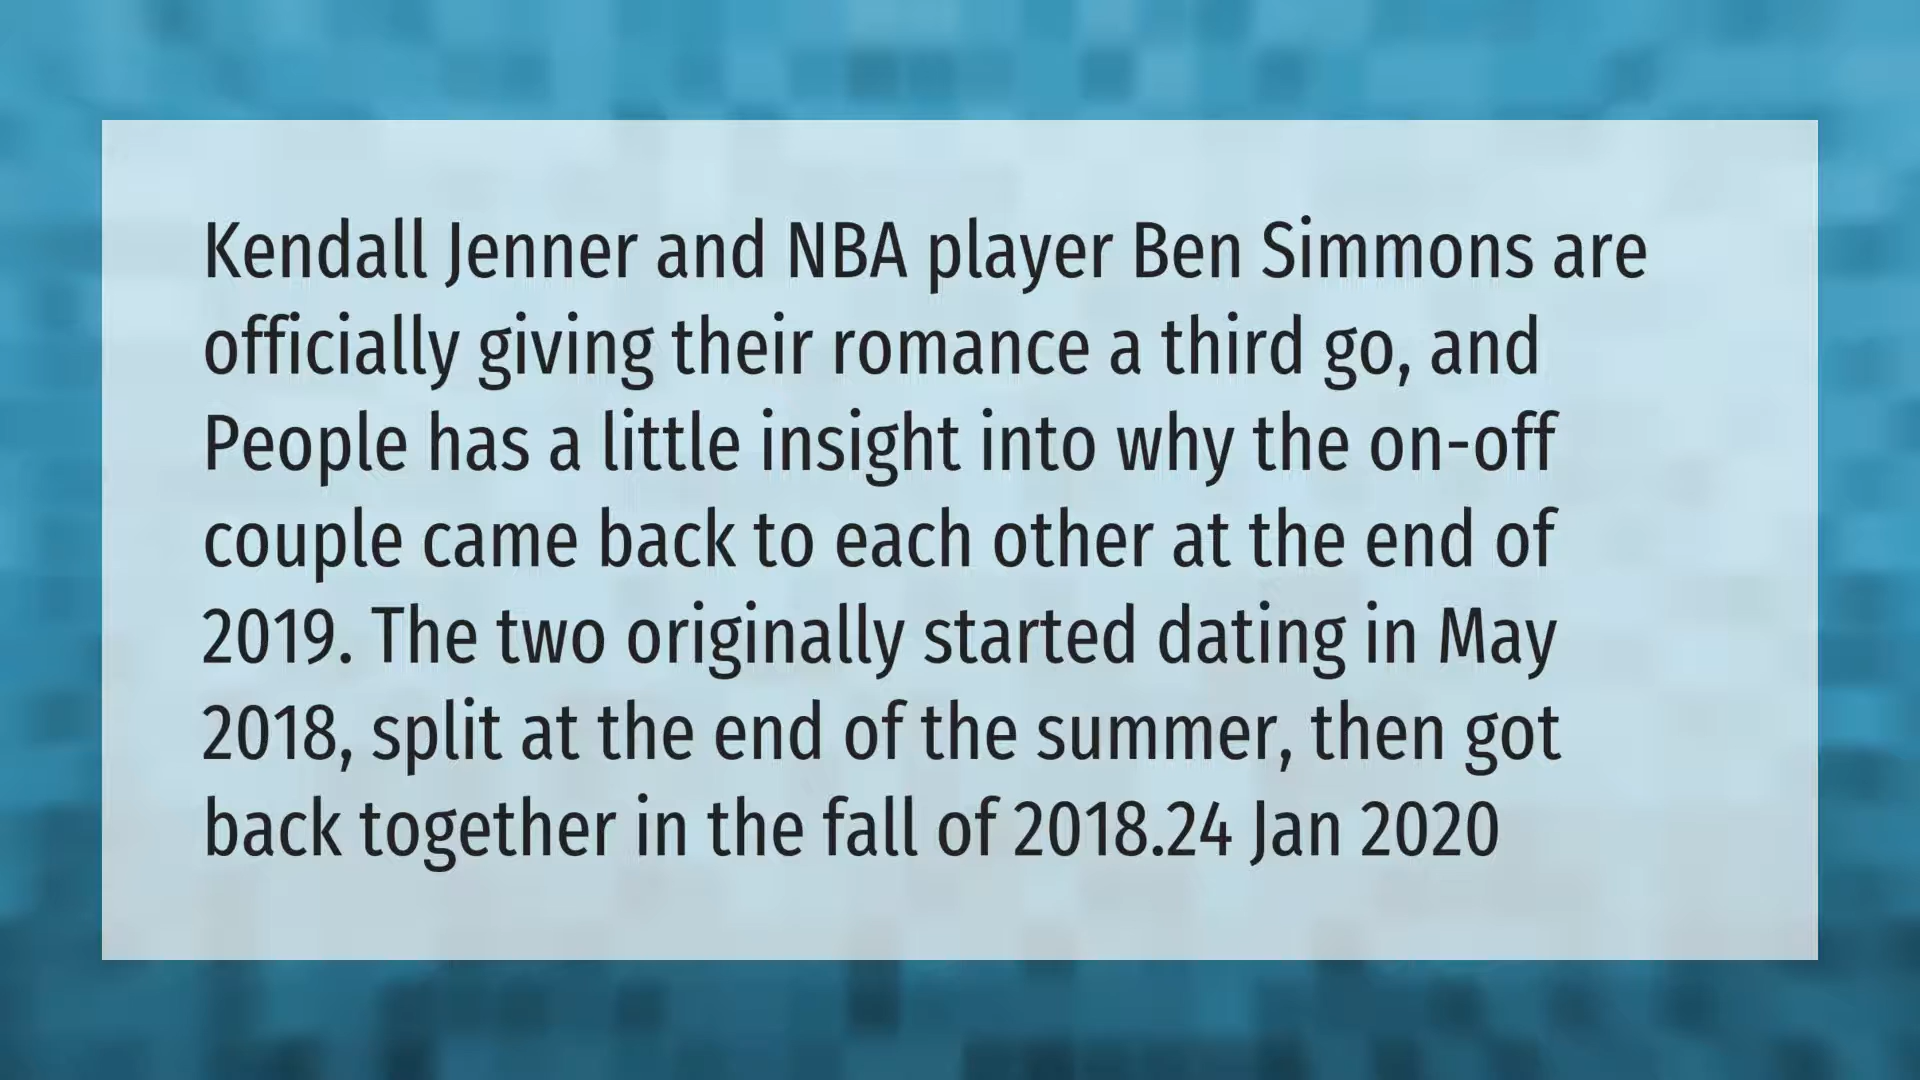 Kendall Jenner and NBA player Ben Simmons are
officially giving their romance a third go, and
People has a little insight into why the on-off
couple came back to each other at the end of
2019. The two originally started dating in May
2018, split at the end of the summer, then got
back together in the fall of 2018.24 Jan 2020